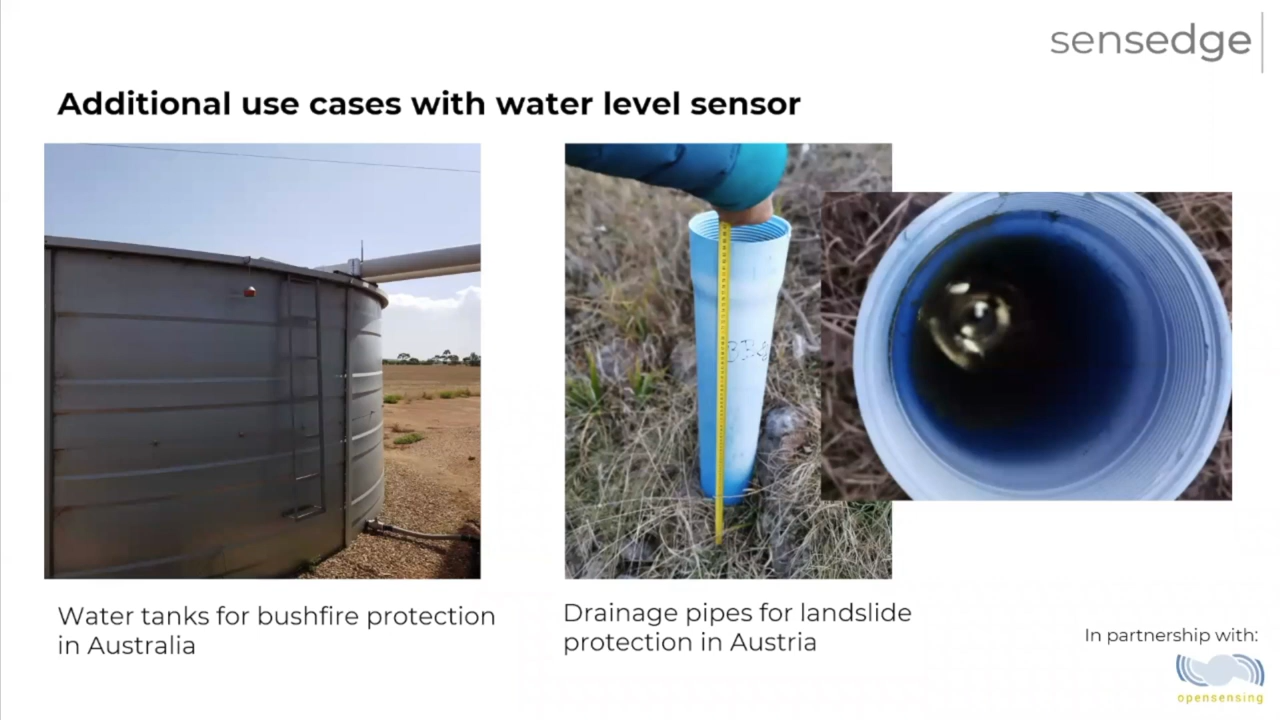 sensedge
Additional use cases with water level sensor
Water tanks for bushfire protection
in Australia
Drainage pipes for landslide
protection in Austria
In partnership with:
opensensing